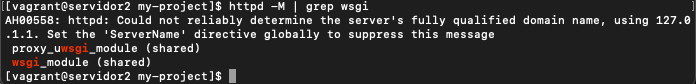 [vagrant@servidor2 my-project]$ httpd -M | grep wsgi
AH00558: httpd: Could not reliably determine the server's fully qualified domain name, using 127.0
.1.1. Set the 'ServerName' directive globally to suppress this message
 proxy_uwsgi_module (shared)
 wsgi_module (shared)
[vagrant@servidor2 my-project]$